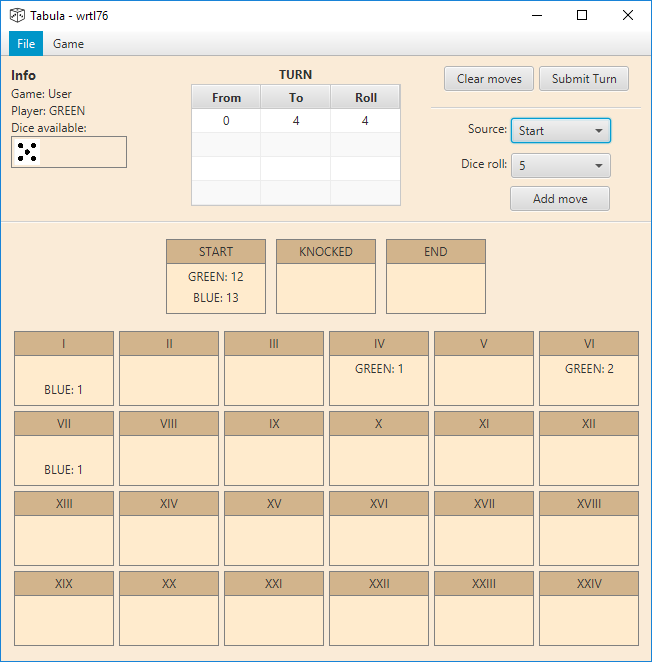 Tabula - wrtl76
File Game
Info
Game: User
Player: GREEN
Dice available:
TURN
From To Roll
0 4 4
Clear moves Submit Turn
Source: Start
Dice roll: 5
Add move
START KNOCKED END
GREEN: 12
BLUE: 13
I II III IV V VI
GREEN: 1 GREEN: 2
BLUE: 1
VII VIII IX X XI XII
BLUE: 1
XIII XIV XV XVI XVII XVIII
XIX XX XXI XXII XXIII XXIV